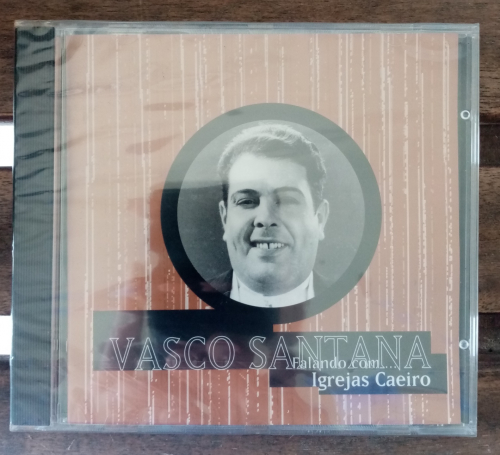 VASCO SANTANA
Falando com...
Igrejas Caeiro